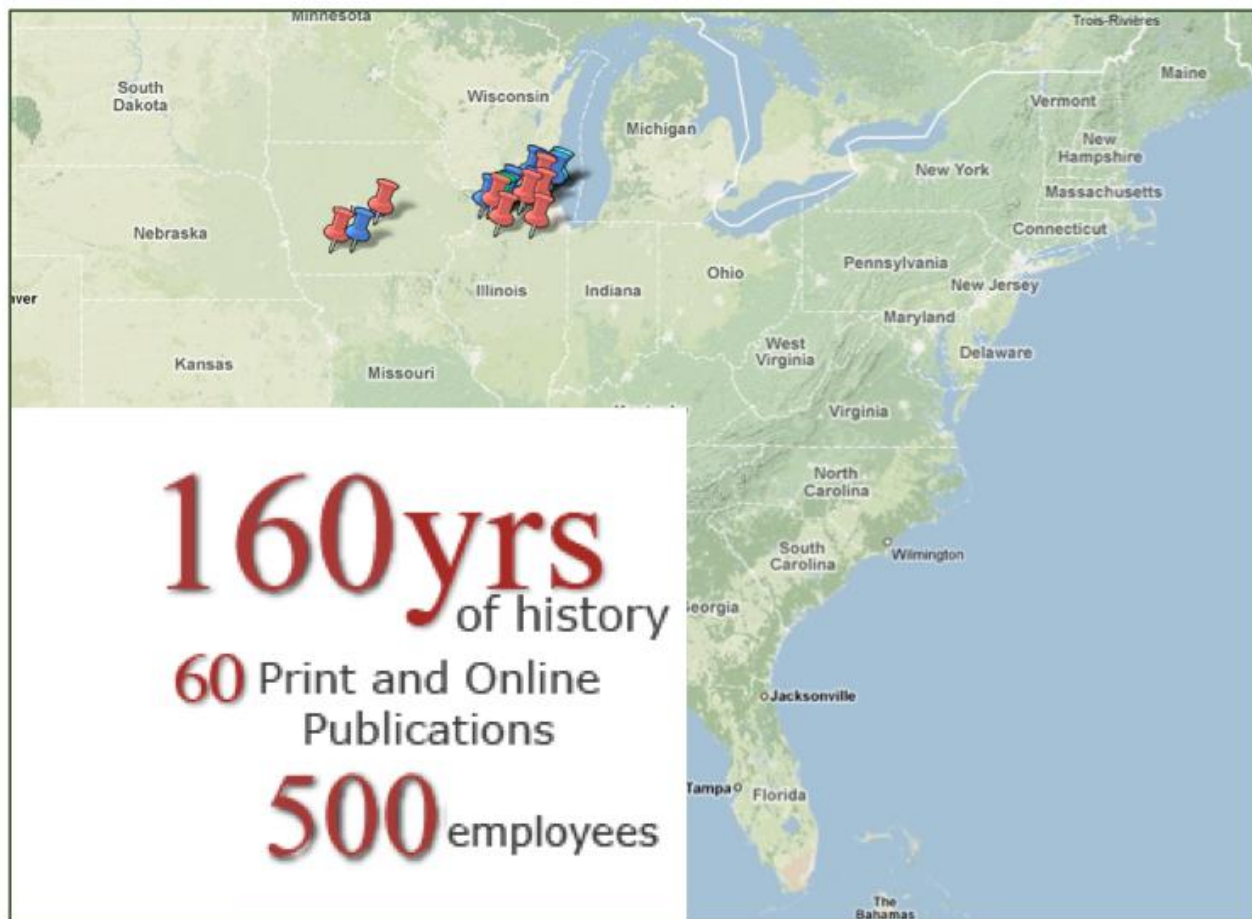 Minnesota
Trois-Rivières
South
Dakota
Wisconsin
Michigan
Maine
Vermont
New
Hampshire
New York
Massachusetts
Nebraska
Connecticut
Ohio
Pennsylvania
Illinois
Indiana
New Jersey
Maryland
West
Virginia
Delaware
Kansas
Missouri
Virginia
North
Carolina
South
Carolina
Wilmington
Jacksonville
Tampa
Florida
The
Bahamas
160yrs
of history
60 Print and Online
Publications
500 employees